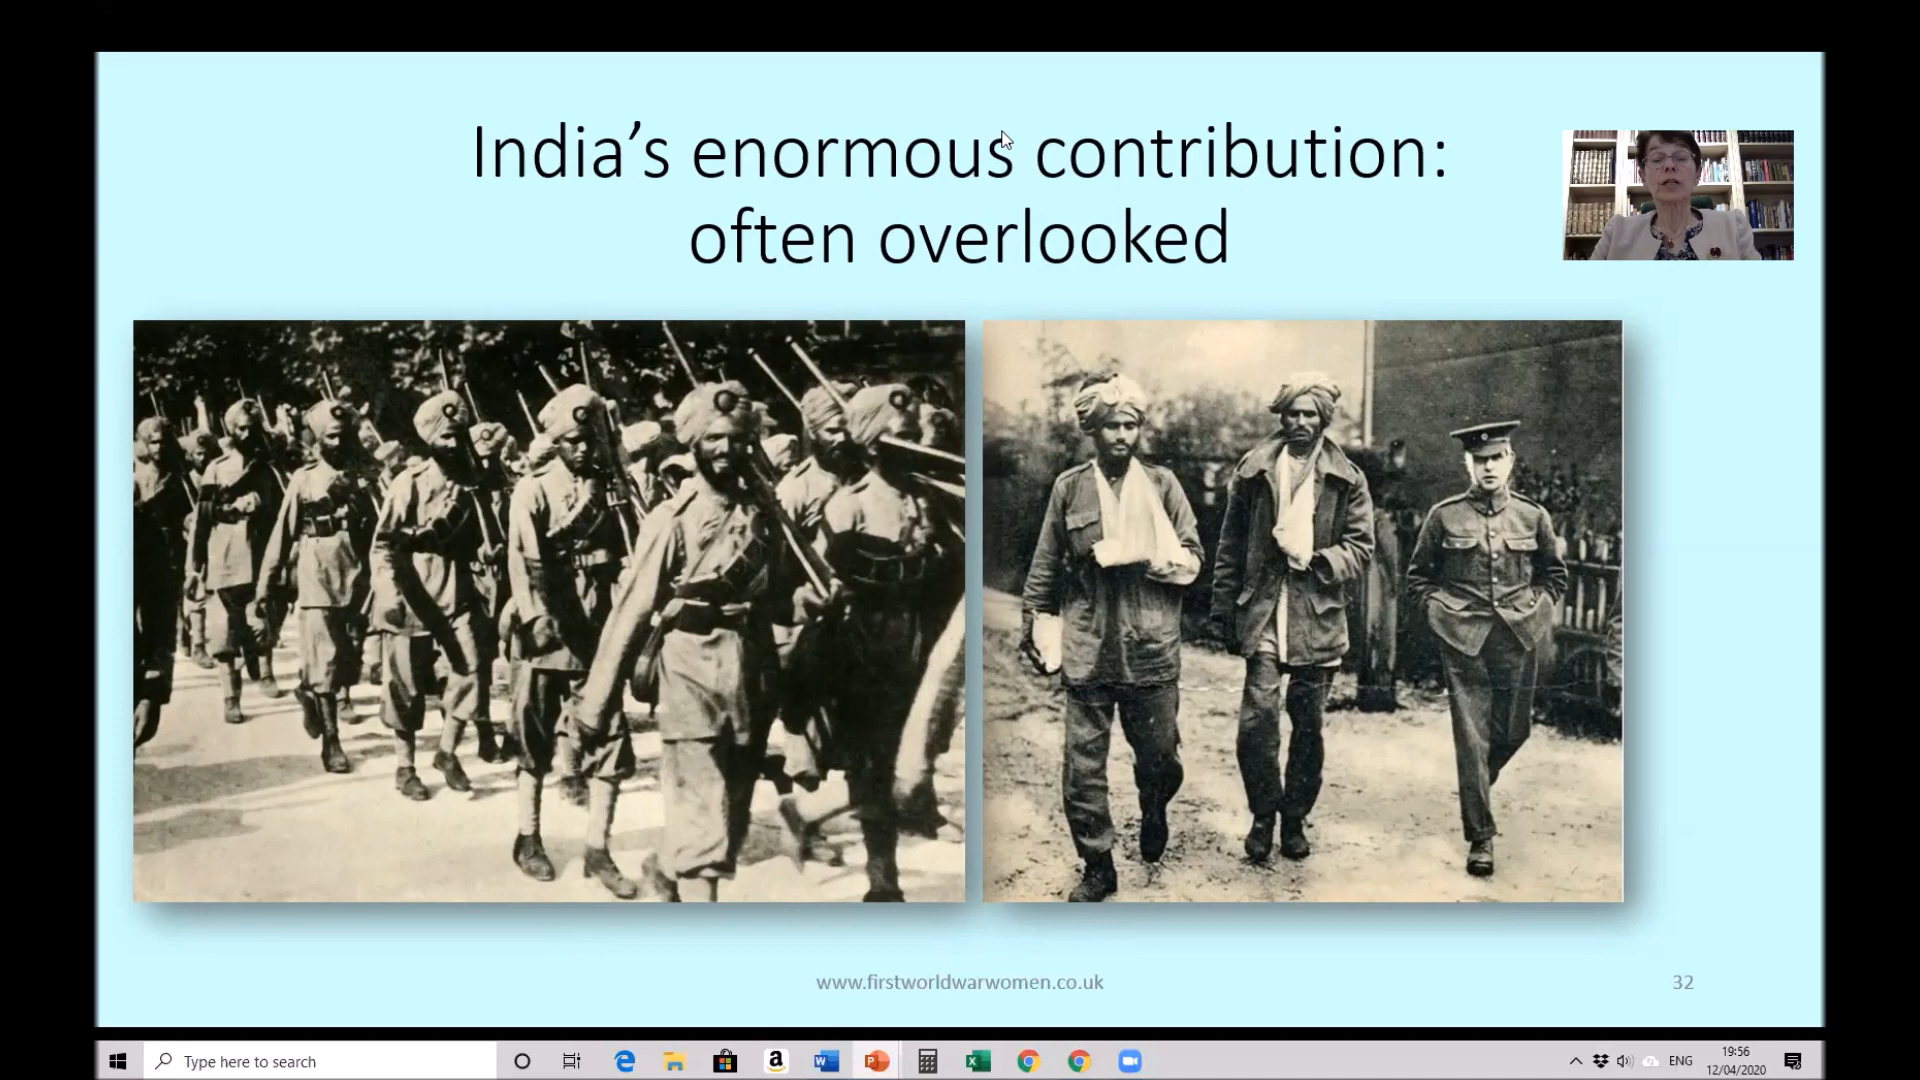 India’s enormous contribution:
often overlooked
www.firstworldwarwomen.co.uk
32
Type here to search
ENG
19:56
12/04/2020